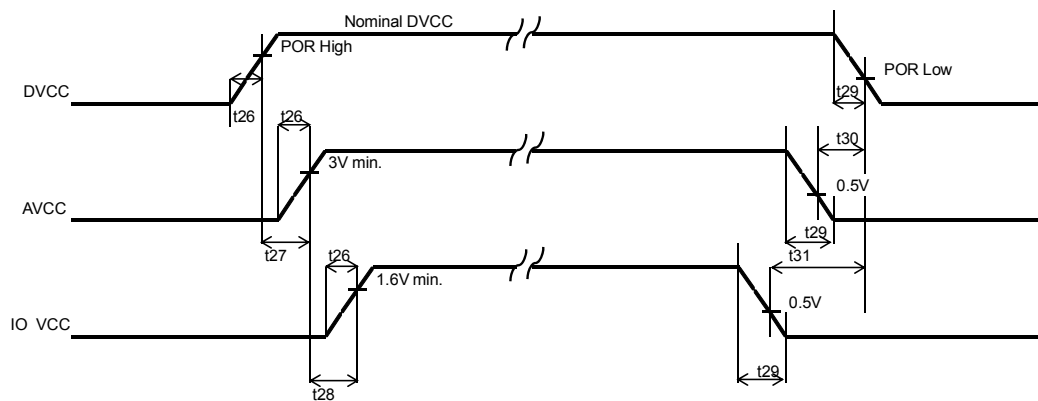 Nominal DVCC
POR High
POR Low
DVCC
t26
t26
t29
t30
3V min.
0.5V
AVCC
t27
t26
t29
t31
1.6V min.
0.5V
IO VCC
t28
t29